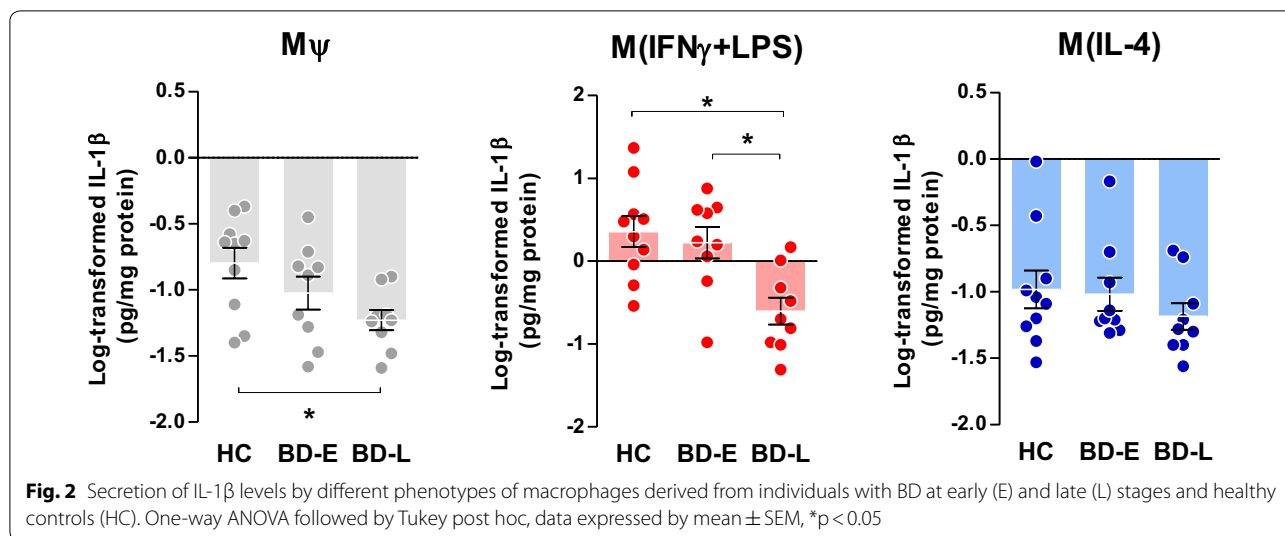 Mψ
Log-transformed IL-1β
(pg/mg protein)
0.5
0.0
-0.5
-1.0
-1.5
-2.0
*
HC BD-E BD-L
M(IFNγ+LPS)
Log-transformed IL-1β
(pg/mg protein)
2
1
0
-1
-2
*
*
HC BD-E BD-L
M(IL-4)
Log-transformed IL-1β
(pg/mg protein)
0.5
0.0
-0.5
-1.0
-1.5
-2.0
HC BD-E BD-L
Fig. 2 Secretion of IL-1β levels by different phenotypes of macrophages derived from individuals with BD at early (E) and late (L) stages and healthy
controls (HC). One-way ANOVA followed by Tukey post hoc, data expressed by mean ± SEM, *p < 0.05